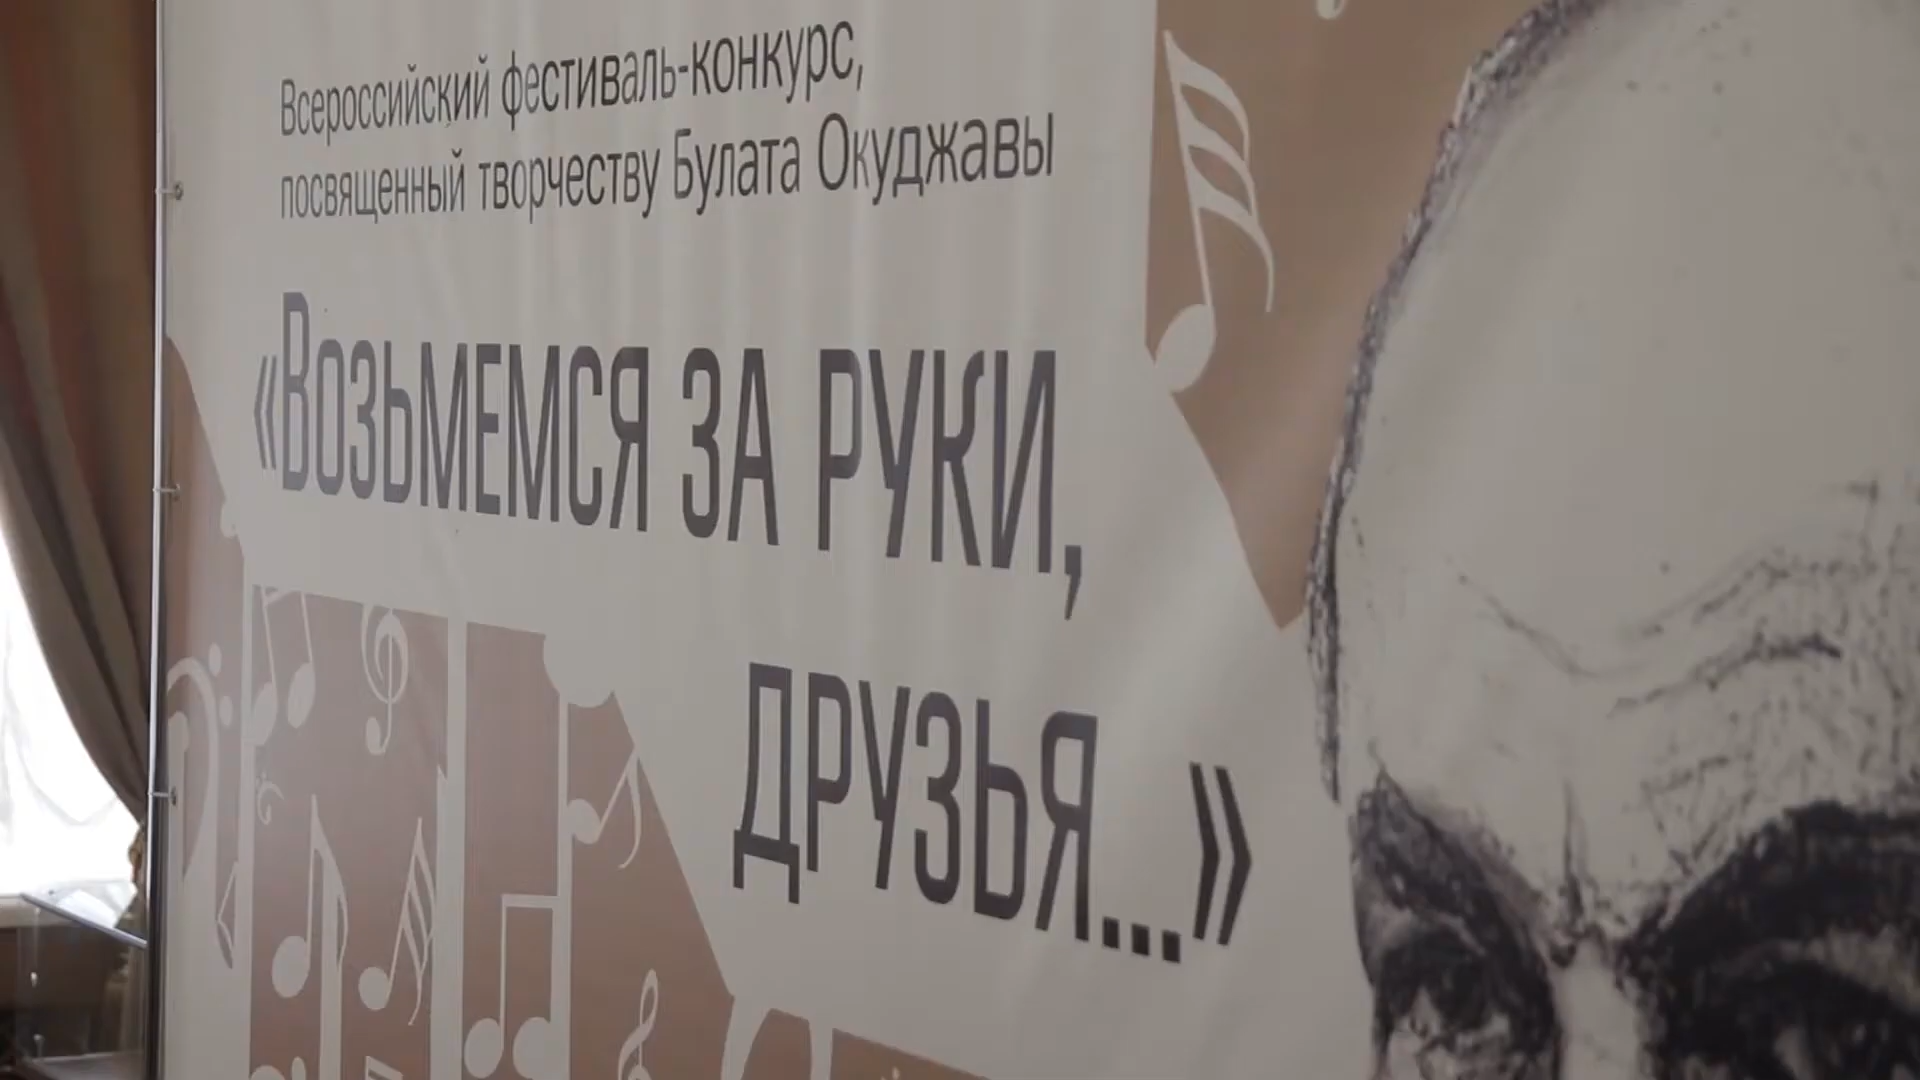 Всероссийский фестиваль-конкурс,
посвященный творчеству Булата Окуджавы
«Возьмемся за руки,
друзья...»